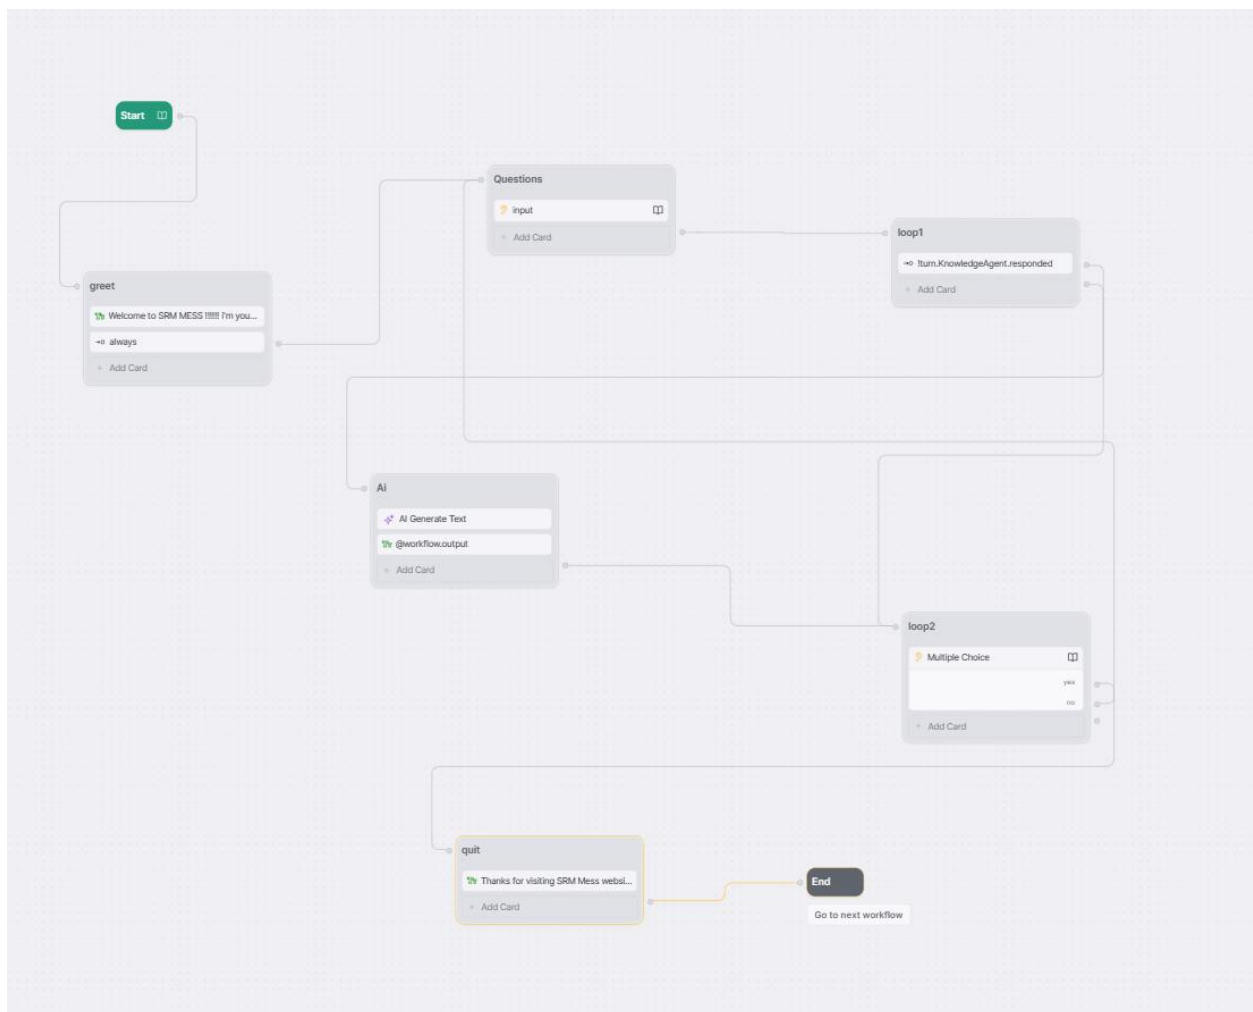 Start
Questions
input
Add Card
loop1
!turn.KnowledgeAgent.responded
Add Card
greet
Welcome to SRM MESS !!!!!! i'm you...
always
Add Card
Ai
AI Generate Text
@workflow.output
Add Card
loop2
Multiple Choice
yes
no
Add Card
quit
Thanks for visiting SRM Mess websi...
Add Card
End
Go to next workflow